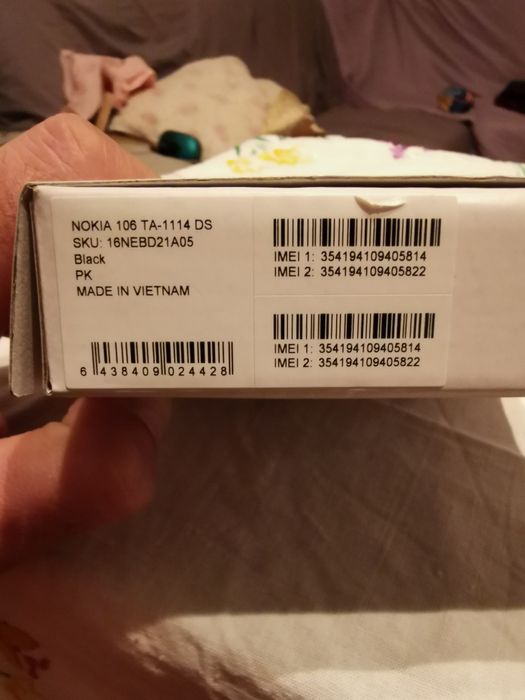 NOKIA 106 TA-1114 DS
SKU: 16NEBD21A05
Black
PK
MADE IN VIETNAM
6 438409 024428
IMEI 1: 354194109405814
IMEI 2: 354194109405822
IMEI 1: 354194109405814
IMEI 2: 354194109405822